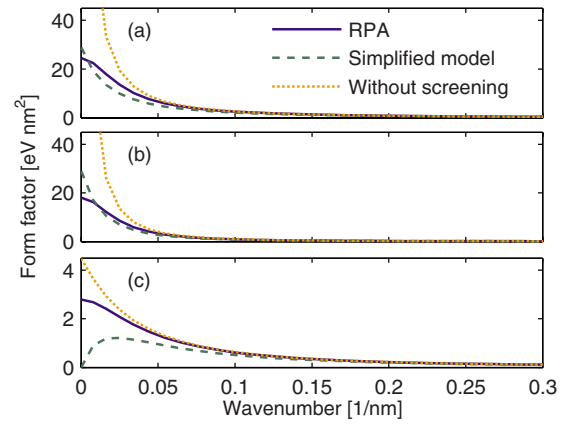 Form factor [eV nm²]
40
20
0
(a)
RPA
Simplified model
Without screening
40
20
0
(b)
4
2
0
(c)
0 0.05 0.1 0.15 0.2 0.25 0.3
Wavenumber [1/nm]